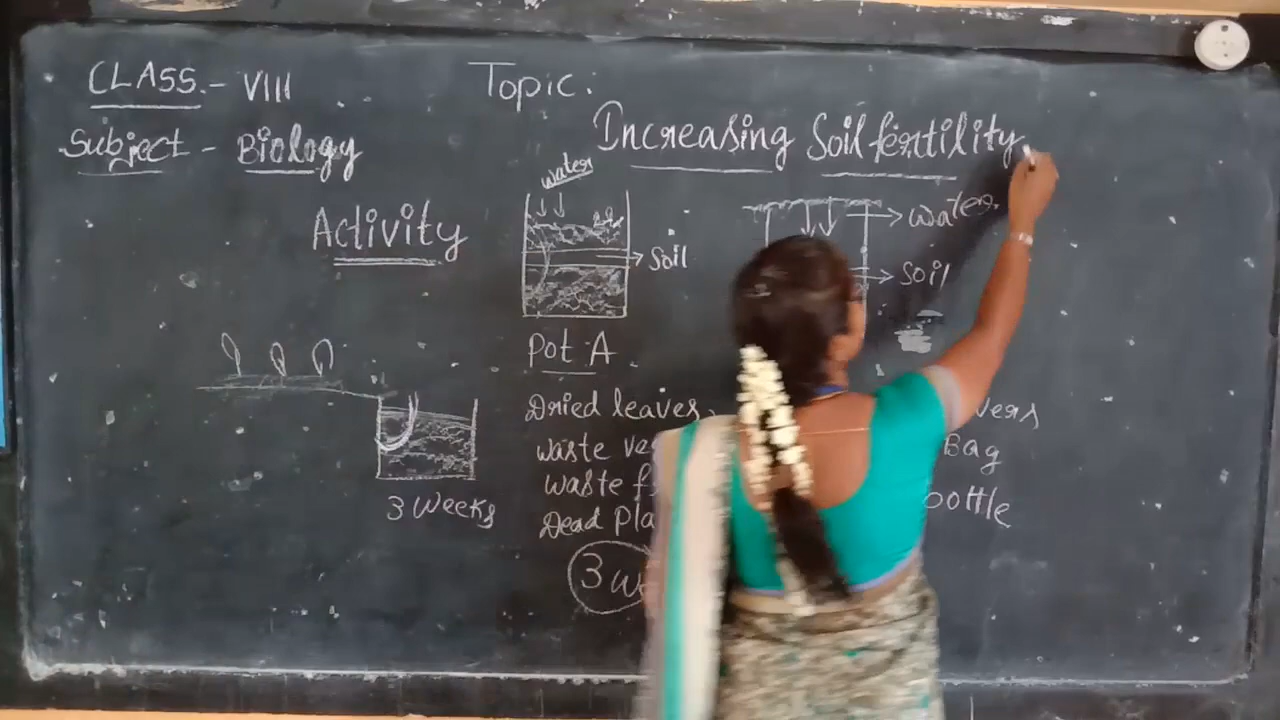 CLASS.- VIII
Topic:
Subject - Biology
Increasing Soil fertility
water
Activity
water
Soil
Soil
Pot A
Dried leaves,
waste
Bag
waste
bottle
Dead
3 weeks
3